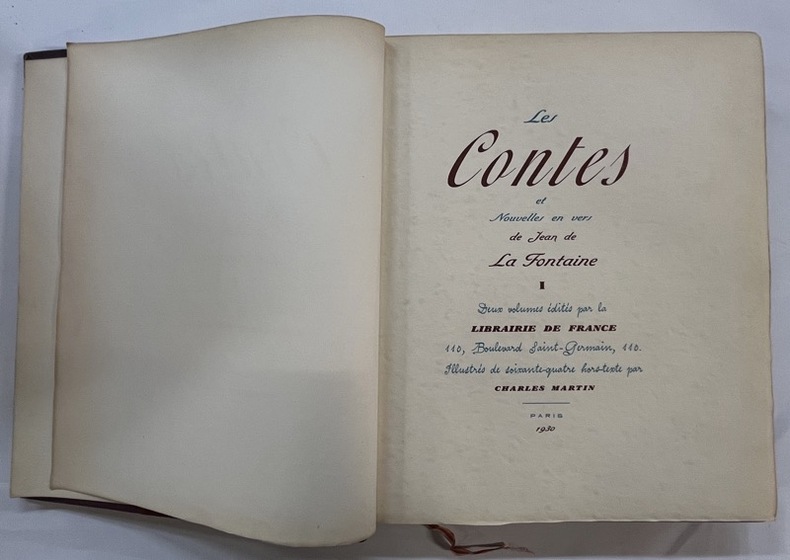 Les
Contes
et
Nouvelles en vers
de Jean de
La Fontaine
I
Deux volumes édités par la
LIBRAIRIE DE FRANCE
110, Boulevard Saint-Germain, 110.
Illustrés de soixante-quatre hors-texte par
CHARLES MARTIN
PARIS
1930